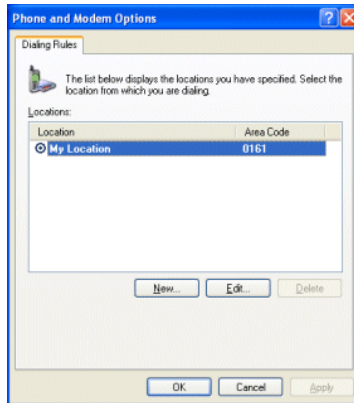 Phone and Modem Options
Dialing Rules
The list below displays the locations you have specified. Select the
location from which you are dialing.
Locations:
Location Area Code
My Location 0161
New... Edit... Delete
OK Cancel Apply